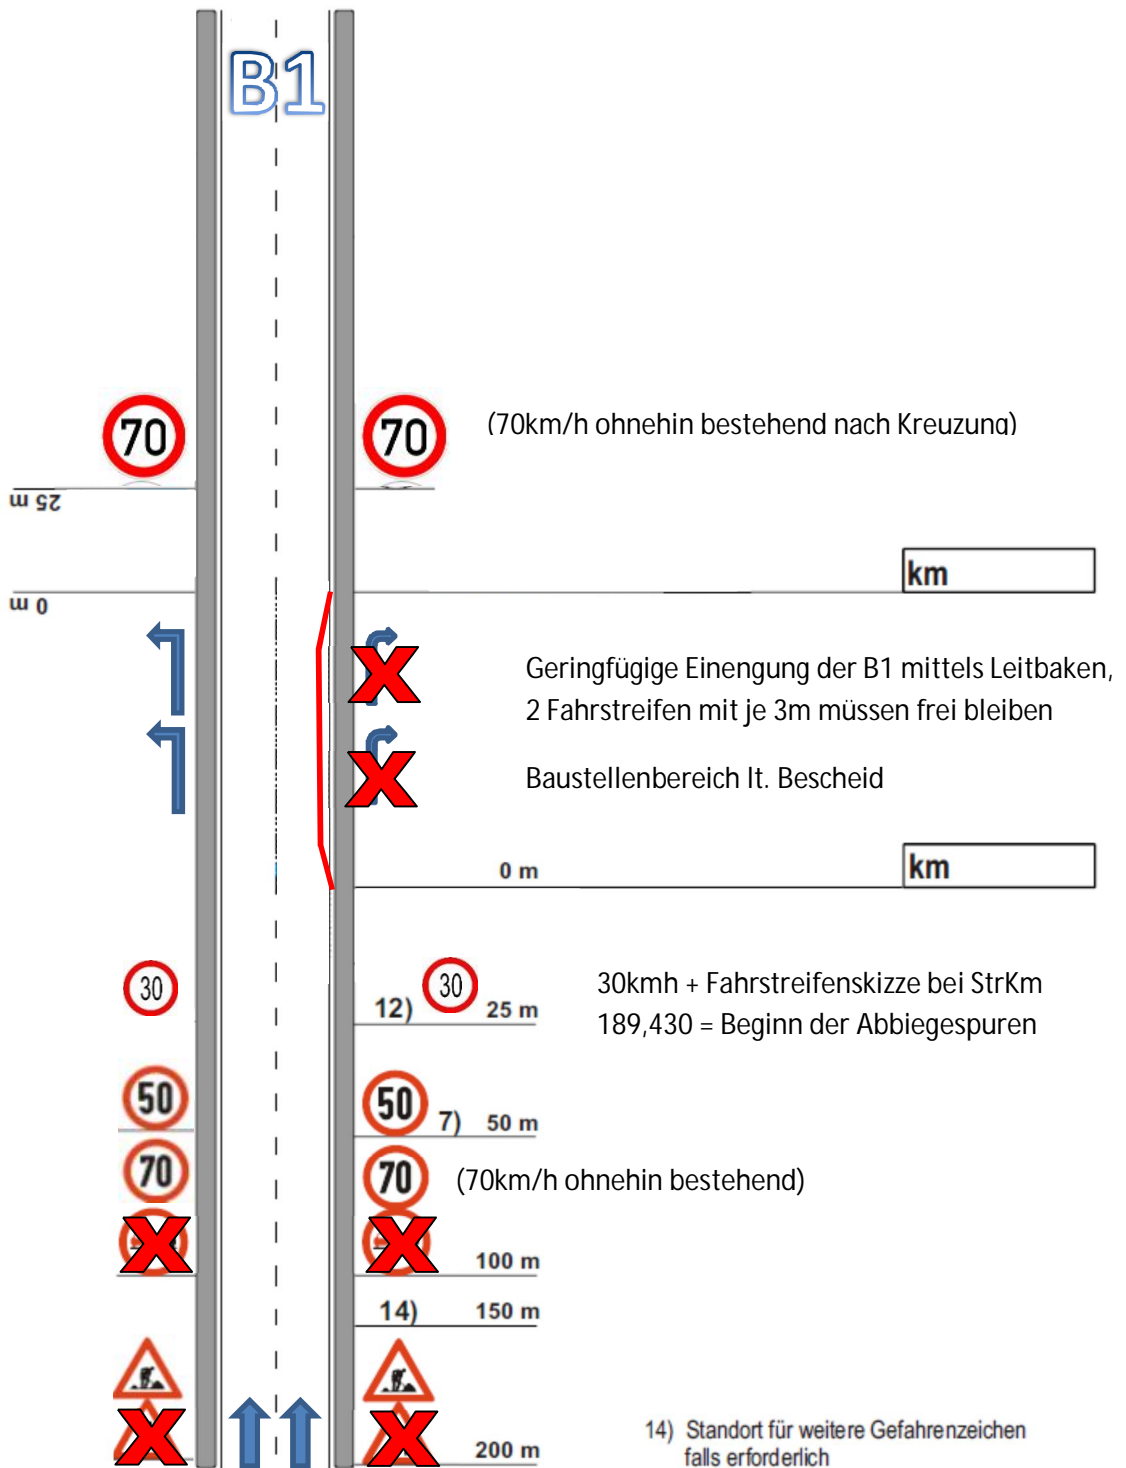 B1
70
70
(70km/h ohnehin bestehend nach Kreuzung)
25 m
km
0 m
Geringfügige Einengung der B1 mittels Leitbaken,
2 Fahrstreifen mit je 3m müssen frei bleiben
Baustellenbereich lt. Bescheid
0 m
km
30
30
12)
25 m
30kmh + Fahrstreifenskizze bei StrKm
189,430 = Beginn der Abbiegespuren
50
50
7)
50 m
70
70
(70km/h ohnehin bestehend)
100 m
14)
150 m
14) Standort für weitere Gefahrenzeichen
falls erforderlich
200 m